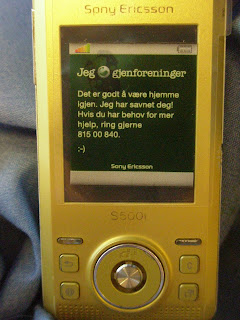 Sony Ericsson
Jeg gjenforeninger
Det er godt å være hjemme
igjen. Jeg har savnet deg!
Hvis du har behov for mer
hjelp, ring gjerne
815 00 840.
:-)
Sony Ericsson
S500i
C